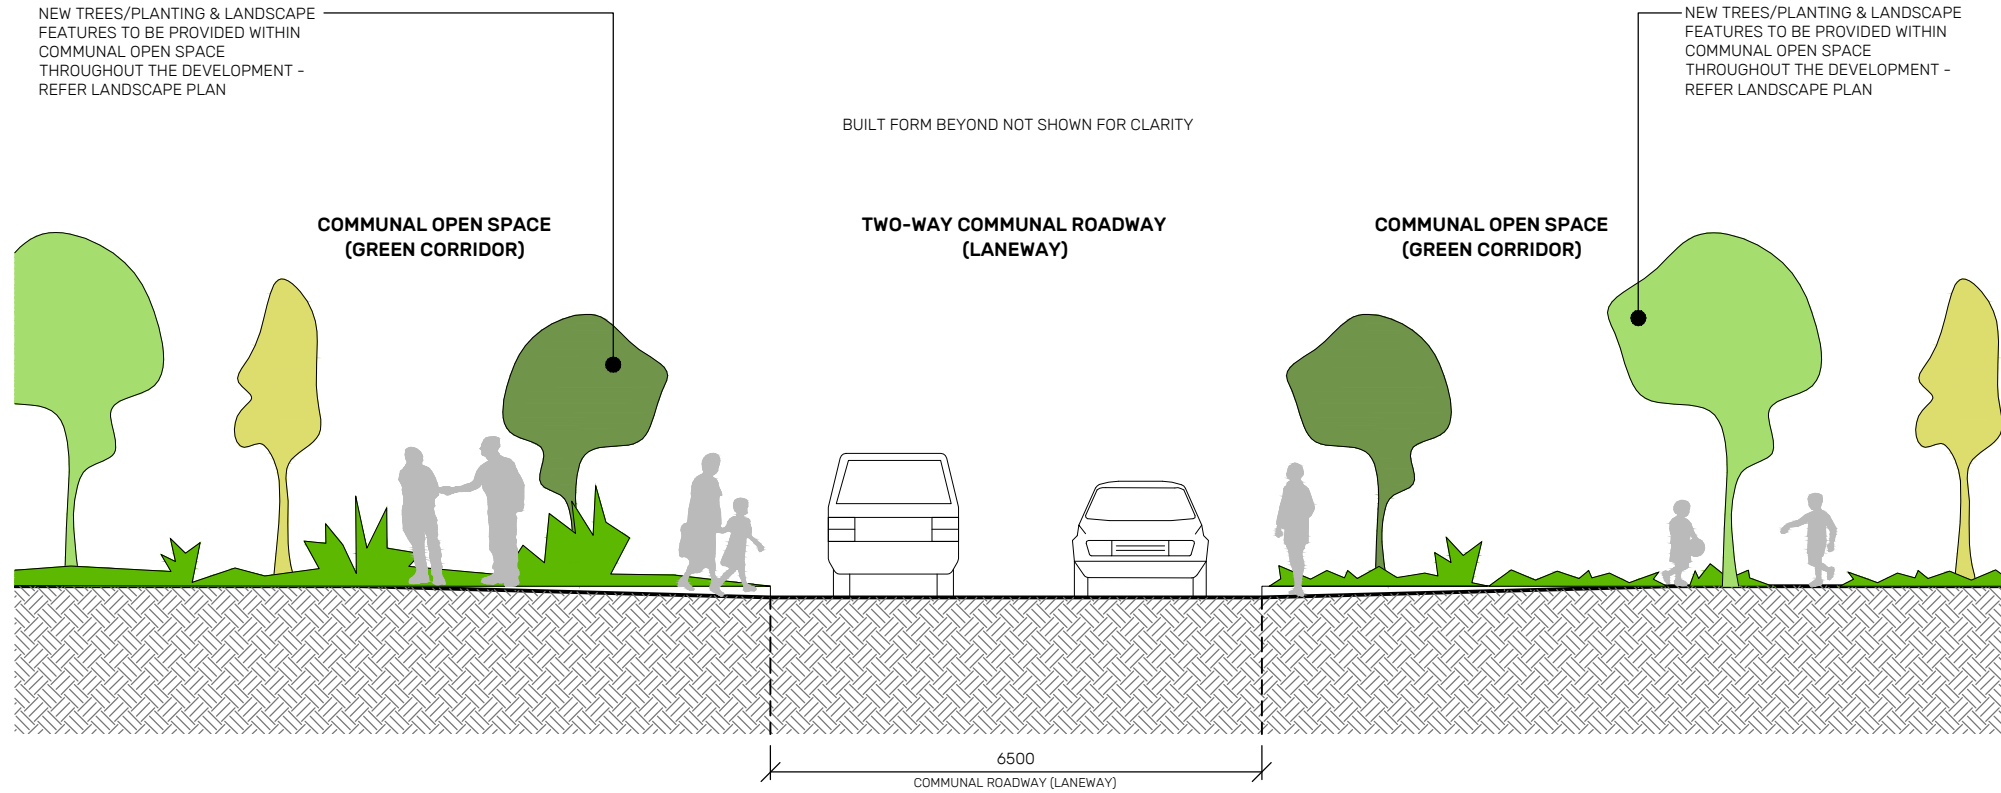 NEW TREES/PLANTING & LANDSCAPE
FEATURES TO BE PROVIDED WITHIN
COMMUNAL OPEN SPACE
THROUGHOUT THE DEVELOPMENT -
REFER LANDSCAPE PLAN
NEW TREES/PLANTING & LANDSCAPE
FEATURES TO BE PROVIDED WITHIN
COMMUNAL OPEN SPACE
THROUGHOUT THE DEVELOPMENT -
REFER LANDSCAPE PLAN
BUILT FORM BEYOND NOT SHOWN FOR CLARITY
COMMUNAL OPEN SPACE
(GREEN CORRIDOR)
TWO-WAY COMMUNAL ROADWAY
(LANEWAY)
COMMUNAL OPEN SPACE
(GREEN CORRIDOR)
6500
COMMUNAL ROADWAY (LANEWAY)